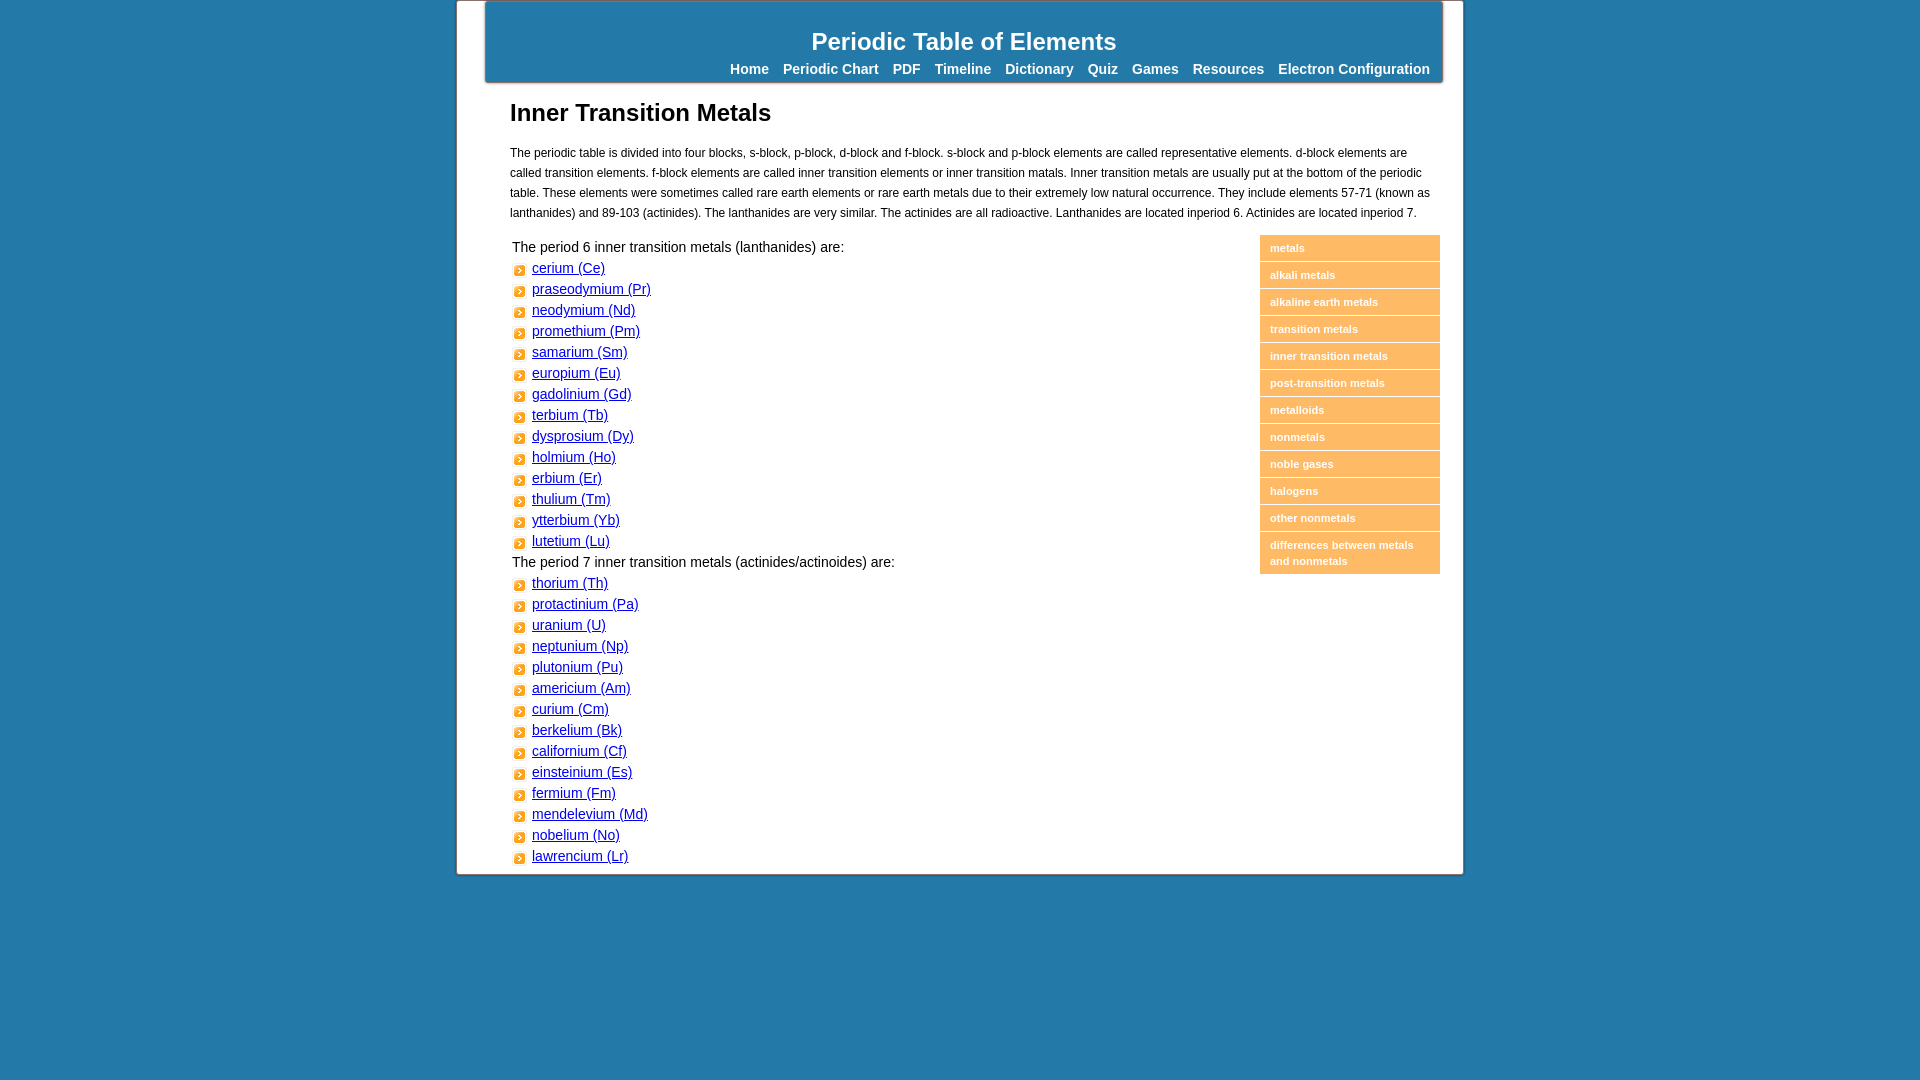 Periodic Table of Elements
Home Periodic Chart PDF Timeline Dictionary Quiz Games Resources Electron Configuration
Inner Transition Metals
The periodic table is divided into four blocks, s-block, p-block, d-block and f-block. s-block and p-block elements are called representative elements. d-block elements are
called transition elements. f-block elements are called inner transition elements or inner transition matals. Inner transition metals are usually put at the bottom of the periodic
table. These elements were sometimes called rare earth elements or rare earth metals due to their extremely low natural occurrence. They include elements 57-71 (known as
lanthanides) and 89-103 (actinides). The lanthanides are very similar. The actinides are all radioactive. Lanthanides are located inperiod 6. Actinides are located inperiod 7.
The period 6 inner transition metals (lanthanides) are:
cerium (Ce)
praseodymium (Pr)
neodymium (Nd)
promethium (Pm)
samarium (Sm)
europium (Eu)
gadolinium (Gd)
terbium (Tb)
dysprosium (Dy)
holmium (Ho)
erbium (Er)
thulium (Tm)
ytterbium (Yb)
lutetium (Lu)
The period 7 inner transition metals (actinides/actinoides) are:
thorium (Th)
protactinium (Pa)
uranium (U)
neptunium (Np)
plutonium (Pu)
americium (Am)
curium (Cm)
berkelium (Bk)
californium (Cf)
einsteinium (Es)
fermium (Fm)
mendelevium (Md)
nobelium (No)
lawrencium (Lr)
metals
alkali metals
alkaline earth metals
transition metals
inner transition metals
post-transition metals
metalloids
nonmetals
noble gases
halogens
other nonmetals
differences between metals
and nonmetals